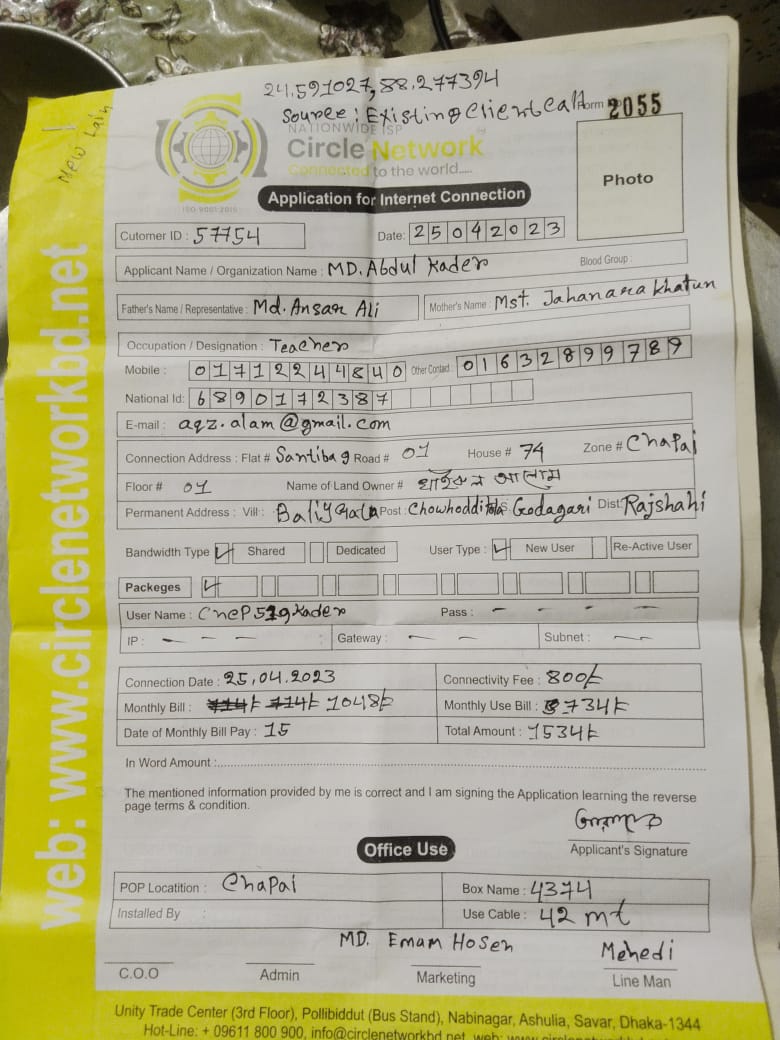 24.591027,88.277394
Source: Existing Client Call Form 2055
New Lain
NATIONWIDE ISP
Circle Network
Connected to the world.....
ISO-9001:2015
Application for Internet Connection
Photo
Cutomer ID : 57754 Date: 25042023
Applicant Name / Organization Name : MD. Abdul Kader Blood Group :
Father's Name / Representative : Md. Ansar Ali Mother's Name : Mst. Jahanara khatun
Occupation / Designation : Teacher
Mobile : 01712244840 Other Contact : 01632899789
National Id: 6890172387
E-mail : aqz.alam@gmail.com
Connection Address : Flat # Santibag Road # 01 House # 74 Zone # Chapai
Floor # 01 Name of Land Owner # আলাম
Permanent Address : Vill : Post : Godagari Dist: Rajshahi
Bandwidth Type Shared Dedicated User Type : New User Re-Active User
Packeges
User Name : Pass : - - - -
IP : - - - Gateway : - - Subnet : -
Connection Date : 25.04.2023 Connectivity Fee : 800/-
Monthly Bill : 1048/- Monthly Use Bill : 734/-
Date of Monthly Bill Pay : 15 Total Amount : 1534/-
In Word Amount :
The mentioned information provided by me is correct and I am signing the Application learning the reverse
page terms & condition.
Applicant's Signature
Office Use
POP Locatition : Chapai Box Name : 4374
Installed By : Use Cable : 42 mt
MD. Emam Hosen Mehedi
C.O.O Admin Marketing Line Man
Unity Trade Center (3rd Floor), Pollibiddut (Bus Stand), Nabinagar, Ashulia, Savar, Dhaka-1344
Hot-Line: + 09611 800 900, info@circlenetworkbd.net, web: www.circlenetworkbd.net
web: www.circlenetworkbd.net